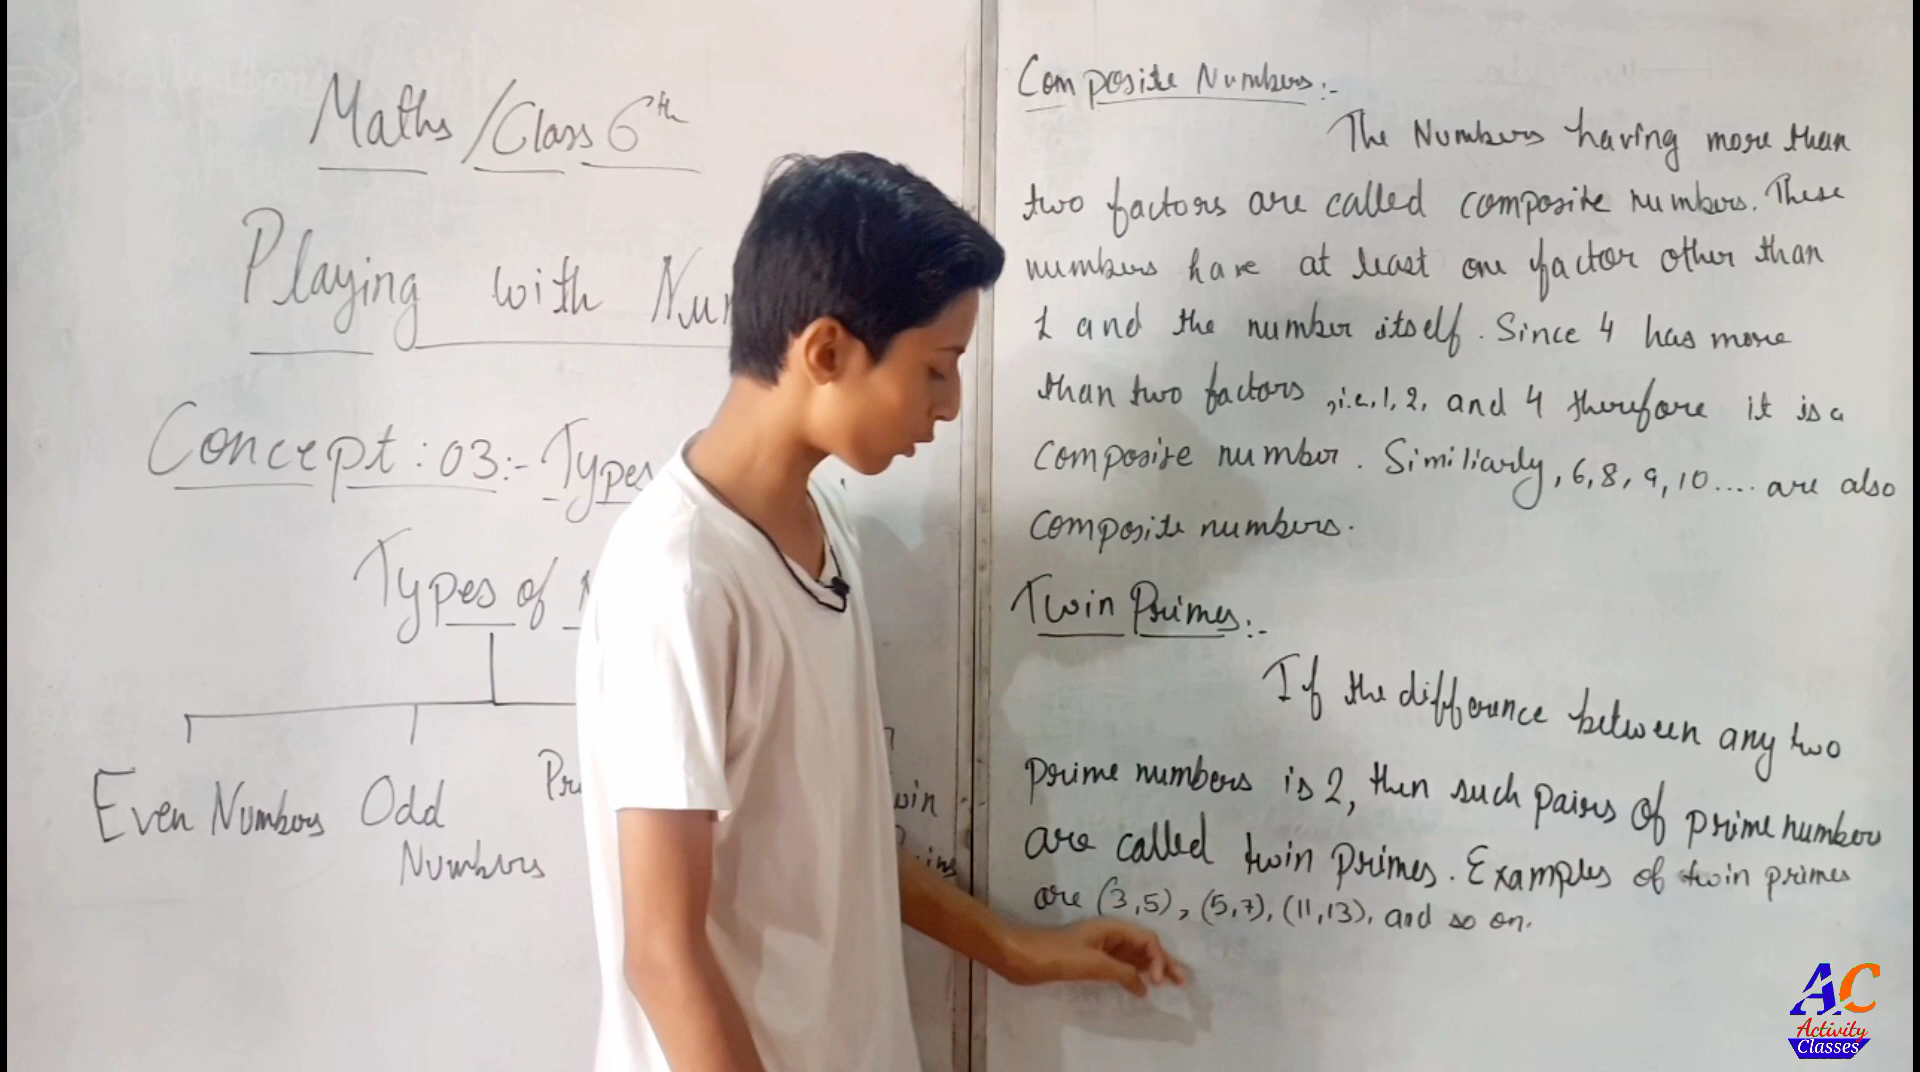 Maths/Class 6th
Playing with
Concept:03:- Types
Types of
Even Numbers
Odd
Numbers
Composite Numbers:-
The Numbers having more than
two factors are called composite numbers. These
numbers have at least one factor other than
1 and the number itself. Since 4 has more
than two factors, i.e. 1, 2, and 4 therefore it is a
composite number. Similiarly, 6, 8, 9, 10.... are also
composite numbers.
Twin Primes:-
If the difference between any two
prime numbers is 2, then such pairs of prime number
are called twin primes. Examples of twin primes
are (3,5), (5,7), (11,13), and so on.
AC
Activity
Classes